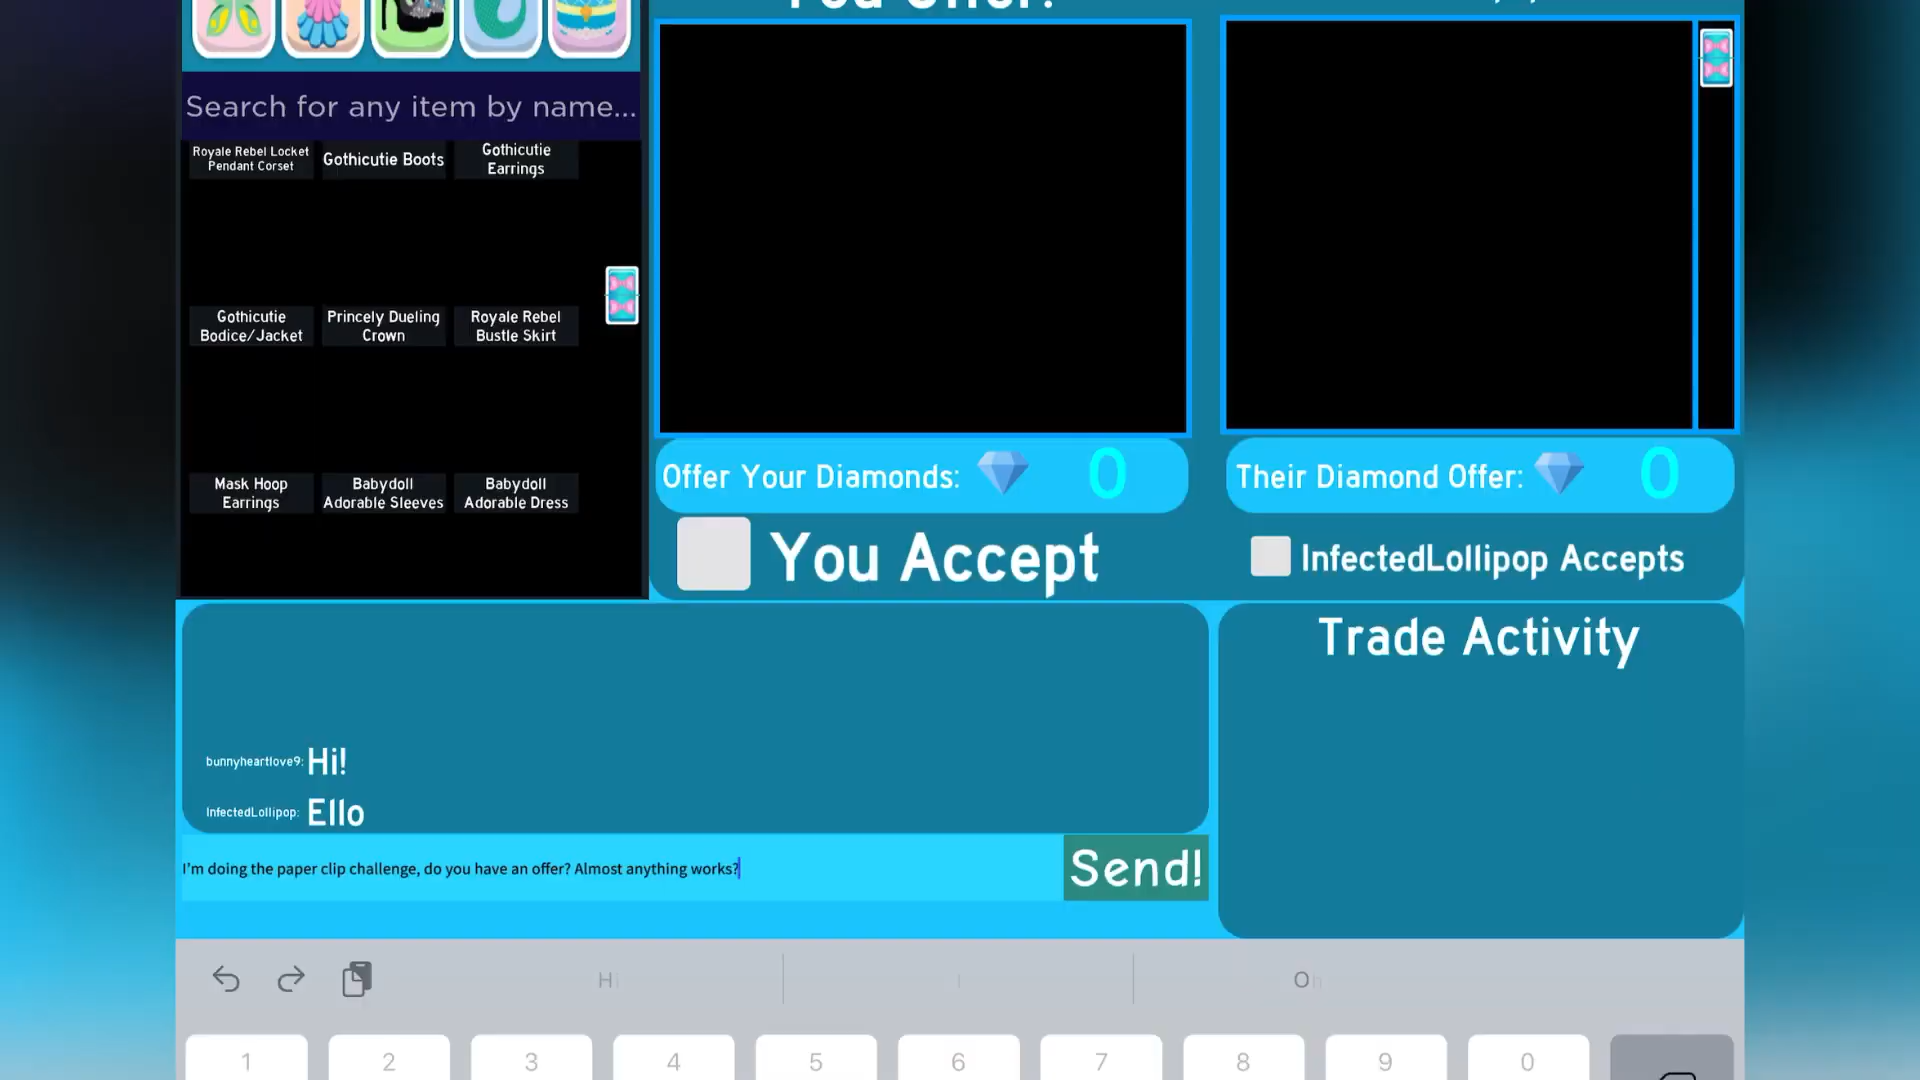 You Offer:
Search for any item by name...
Royale Rebel Locket
Pendant Corset
Gothicutie Boots
Gothicutie
Earrings
Gothicutie
Bodice/Jacket
Princely Dueling
Crown
Royale Rebel
Bustle Skirt
Mask Hoop
Earrings
Babydoll
Adorable Sleeves
Babydoll
Adorable Dress
Offer Your Diamonds: 0
Their Diamond Offer: 0
You Accept
InfectedLollipop Accepts
Trade Activity
bunnyheartlove9: Hi!
InfectedLollipop: Ello
I'm doing the paper clip challenge, do you have an offer? Almost anything works?
Send!
Hi
I
On
1 2 3 4 5 6 7 8 9 0